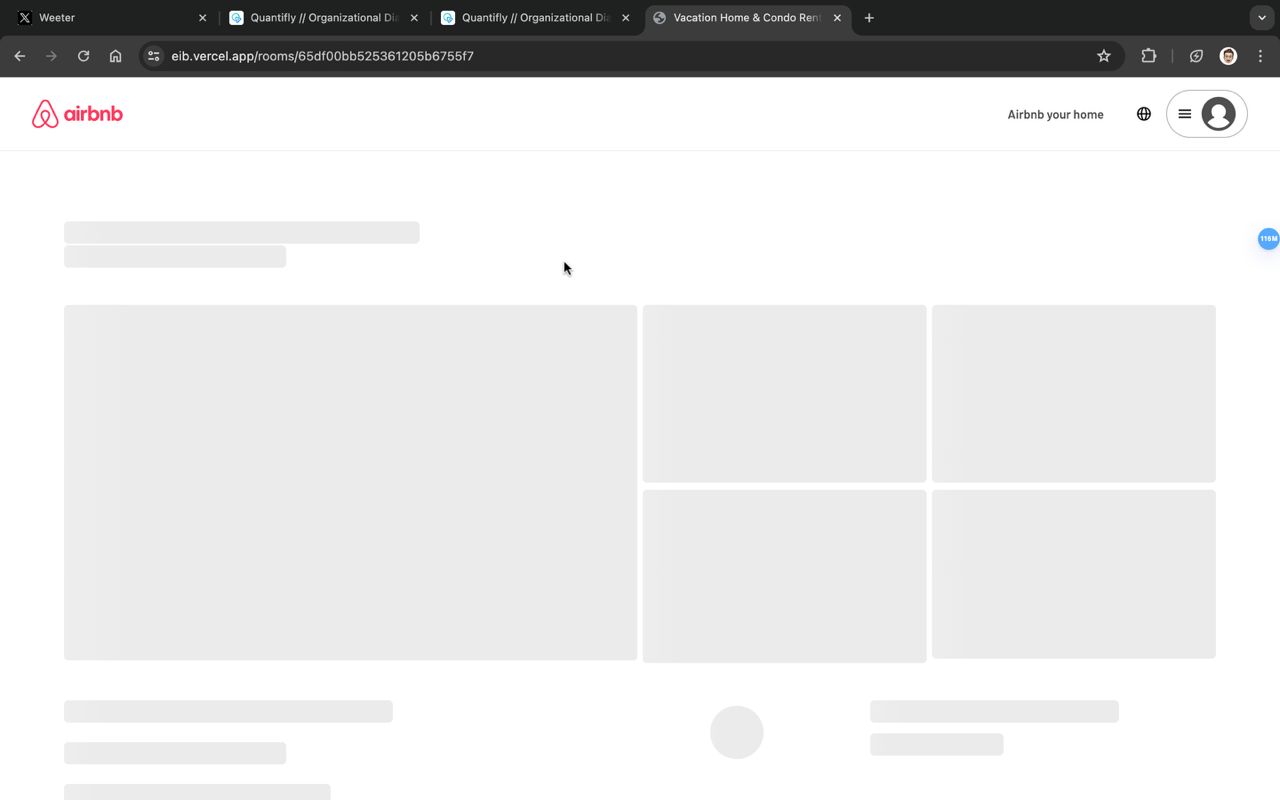 Weeter
Quantifly // Organizational Di
Quantifly // Organizational Di
Vacation Home & Condo Rent
eib.vercel.app/rooms/65df00bb525361205b6755f7
airbnb
Airbnb your home
116M